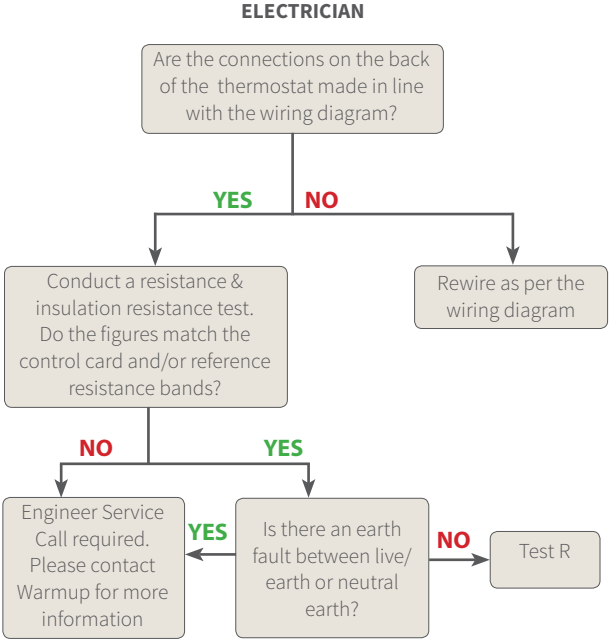 ELECTRICIAN
Are the connections on the back
of the thermostat made in line
with the wiring diagram?
YES
NO
Conduct a resistance &
insulation resistance test.
Do the figures match the
control card and/or reference
resistance bands?
Rewire as per the
wiring diagram
NO
YES
Engineer Service
Call required.
Please contact
Warmup for more
information
YES
Is there an earth
fault between live/
earth or neutral
earth?
NO
Test R